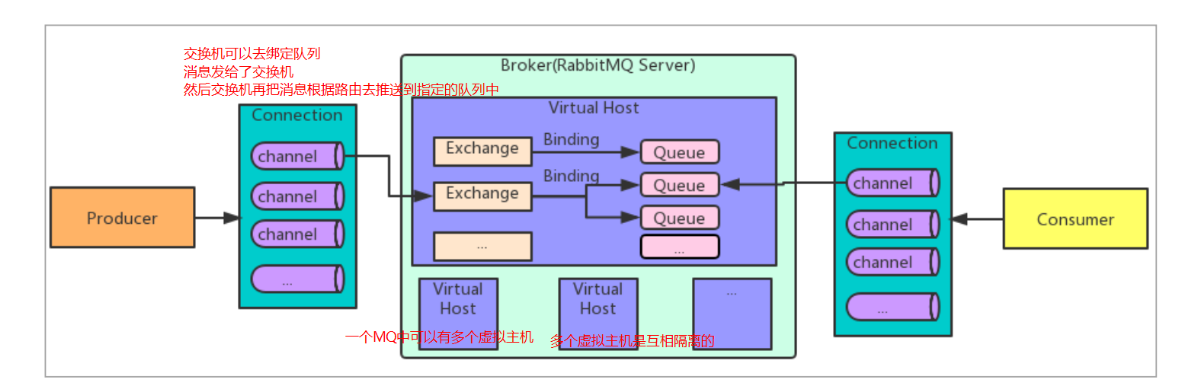 交换机可以去绑定队列
消息发给了交换机
然后交换机再把消息根据路由去推送到指定的队列中
Broker(RabbitMQ Server)
Virtual Host
Connection
channel
channel
channel
...
Producer
Exchange
Binding
Queue
Exchange
Binding
Queue
Queue
...
...
Connection
channel
channel
channel
...
Consumer
Virtual
Host
Virtual
Host
...
一个MQ中可以有多个虚拟主机
多个虚拟主机是互相隔离的